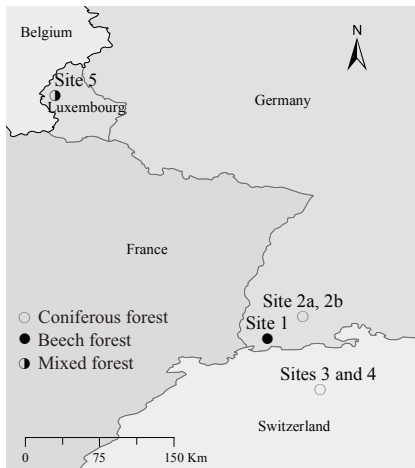 Belgium
N
Site 5
Luxembourg
Germany
France
Site 2a, 2b
Coniferous forest
Site 1
Beech forest
Mixed forest
Sites 3 and 4
Switzerland
0 75 150 Km